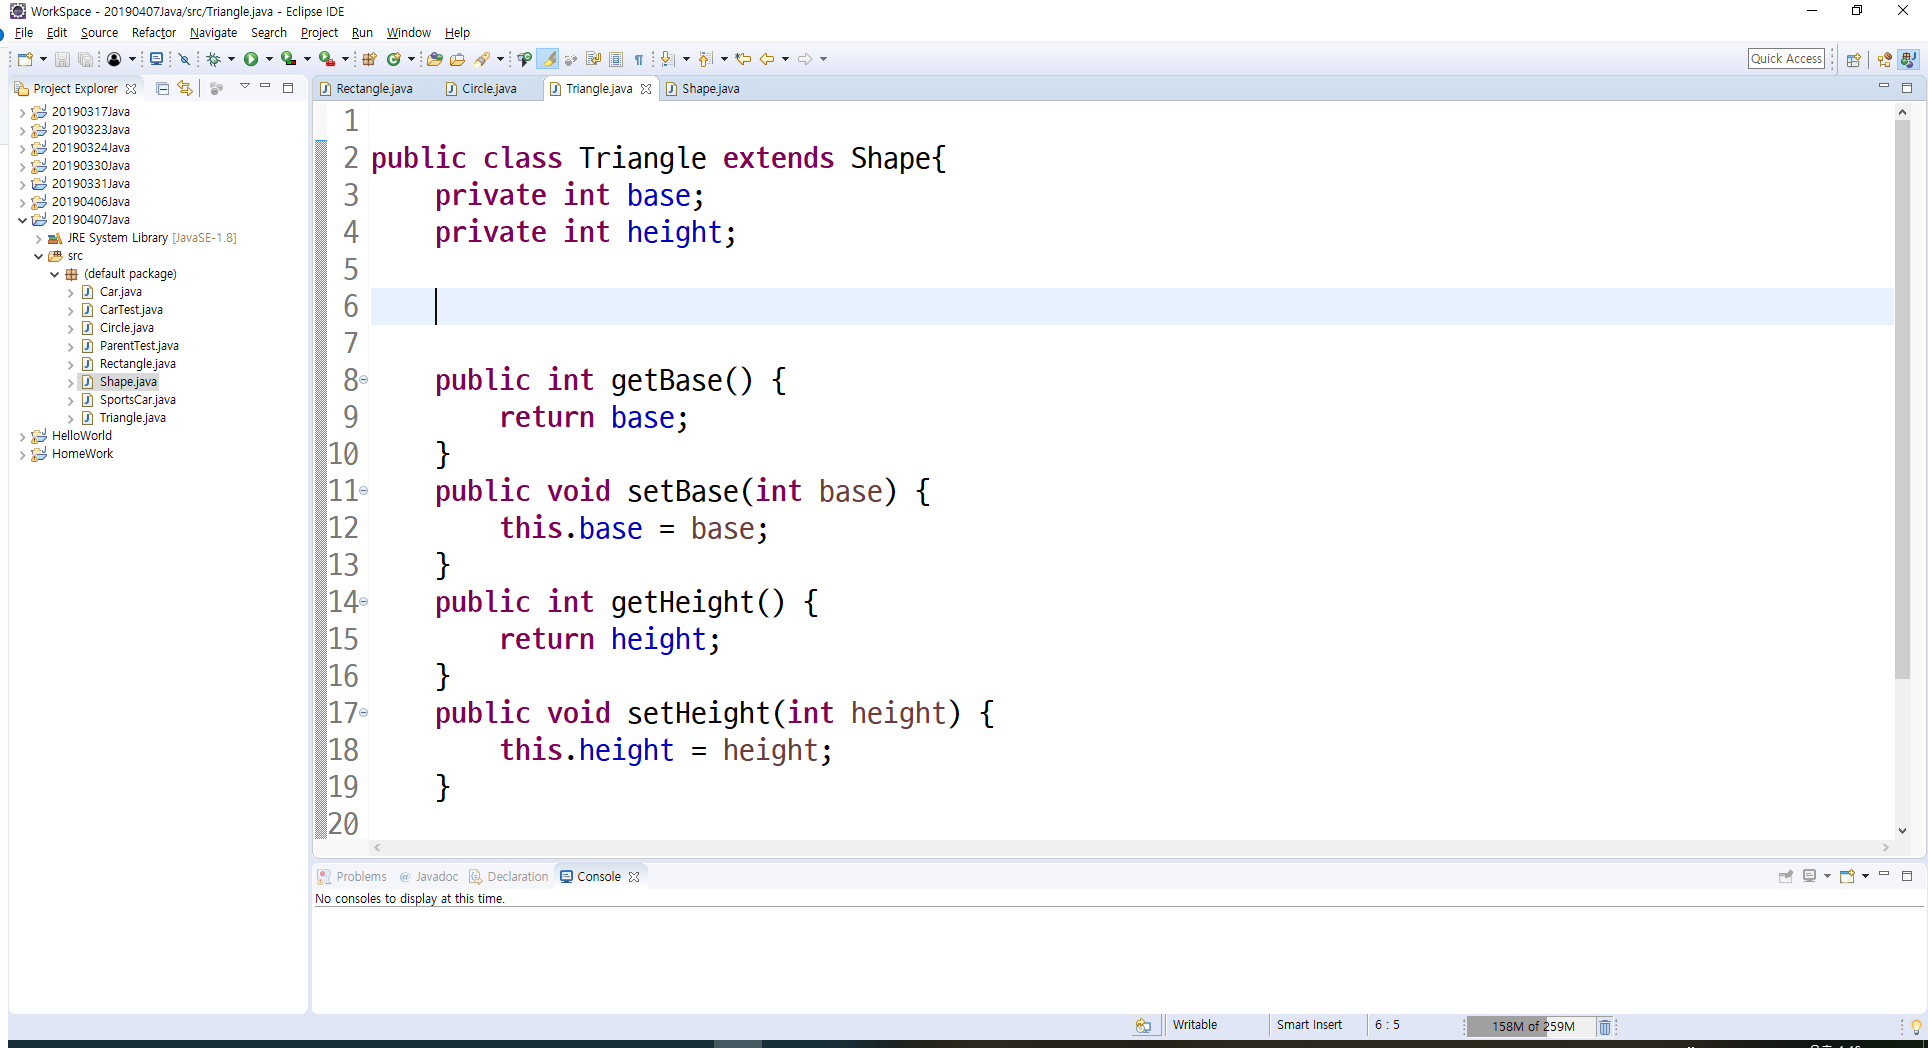 WorkSpace - 20190407Java/src/Triangle.java - Eclipse IDE
File Edit Source Refactor Navigate Search Project Run Window Help
Quick Access
Project Explorer
Rectangle.java Circle.java Triangle.java Shape.java
20190317Java
20190323Java
20190324Java
20190330Java
20190331Java
20190406Java
20190407Java
JRE System Library [JavaSE-1.8]
src
(default package)
Car.java
CarTest.java
Circle.java
ParentTest.java
Rectangle.java
Shape.java
SportsCar.java
Triangle.java
HelloWorld
HomeWork
1
2 public class Triangle extends Shape{
3     private int base;
4     private int height;
5
6
7
8     public int getBase() {
9         return base;
10     }
11     public void setBase(int base) {
12         this.base = base;
13     }
14     public int getHeight() {
15         return height;
16     }
17     public void setHeight(int height) {
18         this.height = height;
19     }
20
Problems @ Javadoc Declaration Console
No consoles to display at this time.
Writable Smart Insert 6 : 5 158M of 259M